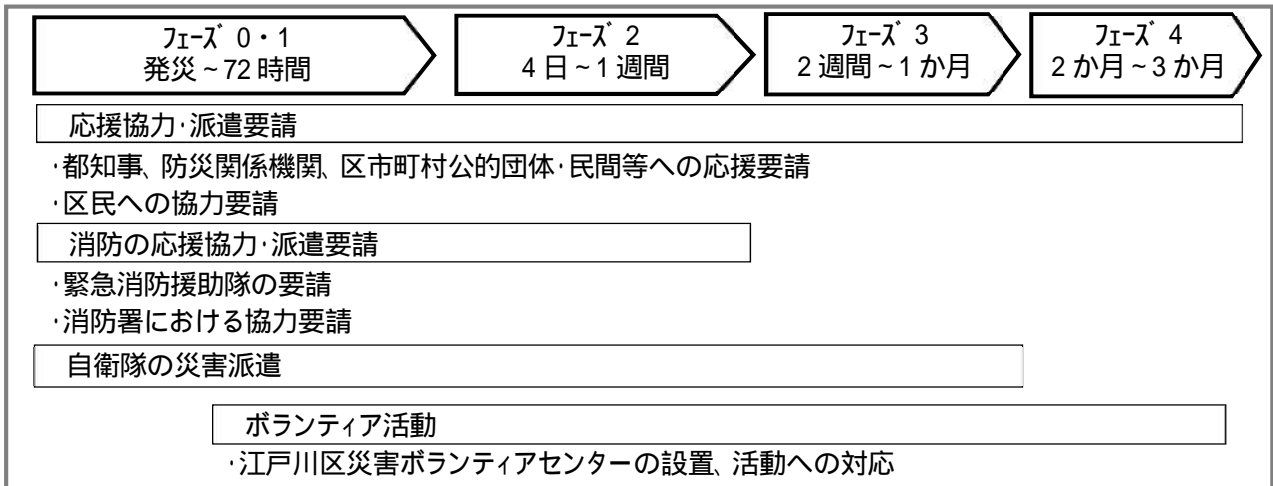 ﾌｪｰｽﾞ 0・1
発災~72 時間
ﾌｪｰｽﾞ 2
4 日~1 週間
ﾌｪｰｽﾞ 3
2 週間~1 か月
ﾌｪｰｽﾞ 4
2 か月~3 か月
応援協力･派遣要請
･都知事､防災関係機関､区市町村公的団体･民間等への応援要請
･区民への協力要請
消防の応援協力･派遣要請
･緊急消防援助隊の要請
･消防署における協力要請
自衛隊の災害派遣
ボランティア活動
･江戸川区災害ボランティアセンターの設置､活動への対応